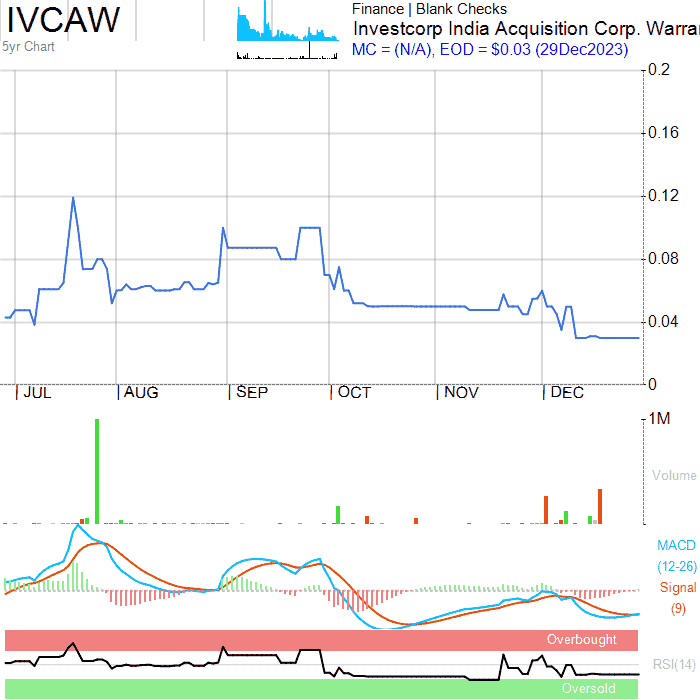 IVCAW
5yr Chart
Finance | Blank Checks
Investcorp India Acquisition Corp. Warra
MC = (N/A), EOD = $0.03 (29Dec2023)
0.2
0.16
0.12
0.08
0.04
0
JUL AUG SEP OCT NOV DEC
1M
Volume
MACD
(12-26)
Signal
(9)
Overbought
RSI(14)
Oversold